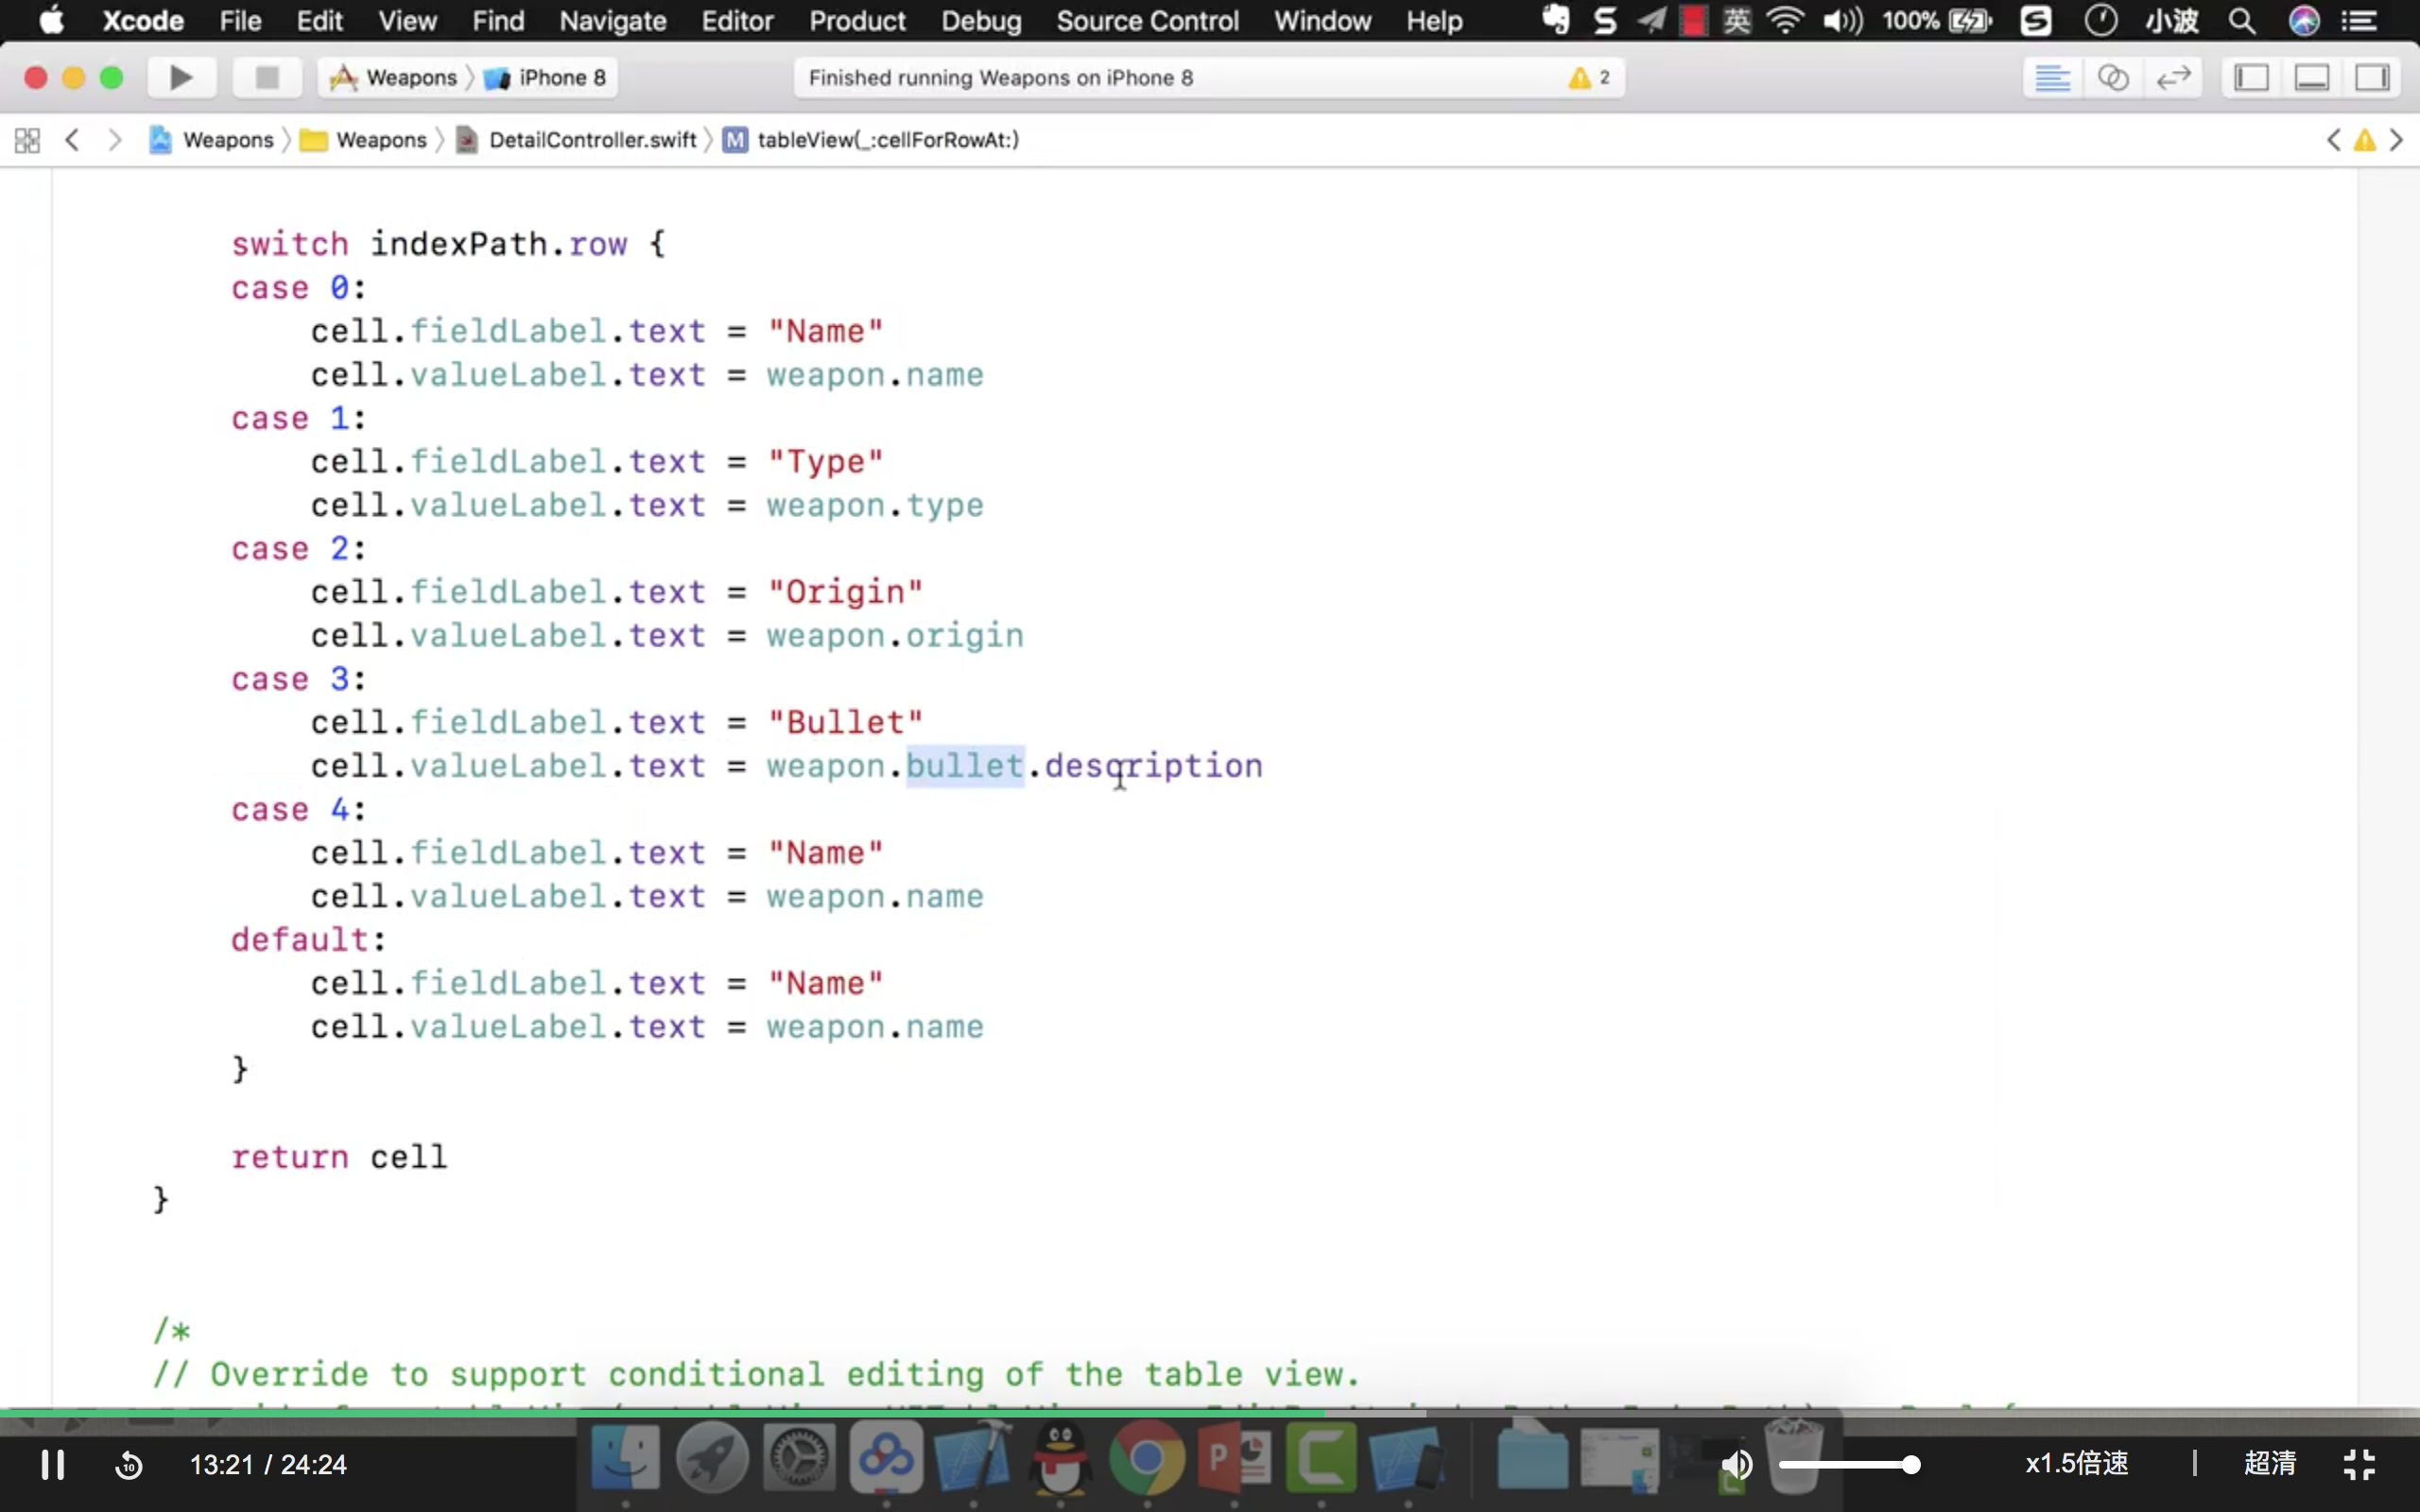 Xcode File Edit View Find Navigate Editor Product Debug Source Control Window Help 英 100% 小波
Weapons iPhone 8 Finished running Weapons on iPhone 8 2
Weapons Weapons DetailController.swift M tableView(_:cellForRowAt:)
switch indexPath.row {
case 0:
cell.fieldLabel.text = "Name"
cell.valueLabel.text = weapon.name
case 1:
cell.fieldLabel.text = "Type"
cell.valueLabel.text = weapon.type
case 2:
cell.fieldLabel.text = "Origin"
cell.valueLabel.text = weapon.origin
case 3:
cell.fieldLabel.text = "Bullet"
cell.valueLabel.text = weapon.bullet.description
case 4:
cell.fieldLabel.text = "Name"
cell.valueLabel.text = weapon.name
default:
cell.fieldLabel.text = "Name"
cell.valueLabel.text = weapon.name
}
return cell
}
/*
// Override to support conditional editing of the table view.
10 13:21 / 24:24 x1.5倍速 | 超清